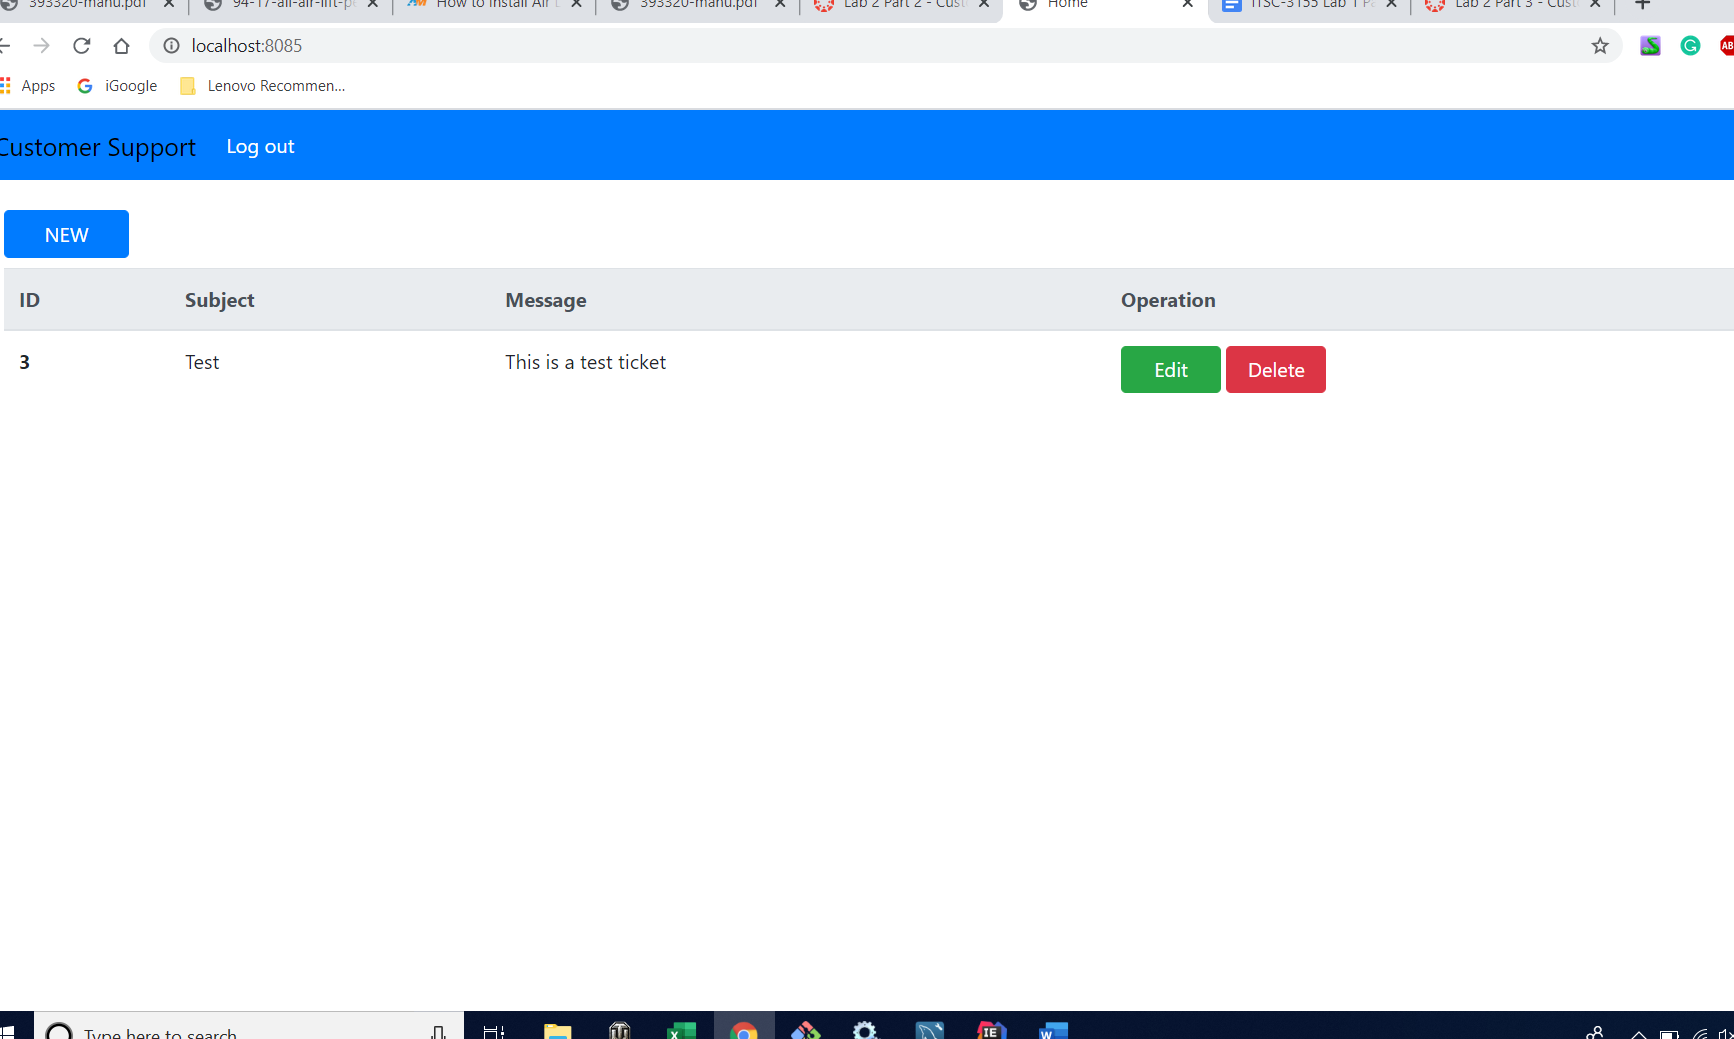 393320-manu.pdf 94-17-all-air-lift-pe How to Install Air L 393320-manu.pdf Lab 2 Part 2 - Cust Home ITSC-3155 Lab 1 Pa Lab 2 Part 3 - Cust
localhost:8085
Apps iGoogle Lenovo Recommen...
Customer Support Log out
NEW
ID Subject Message Operation
3 Test This is a test ticket Edit Delete
Type here to search